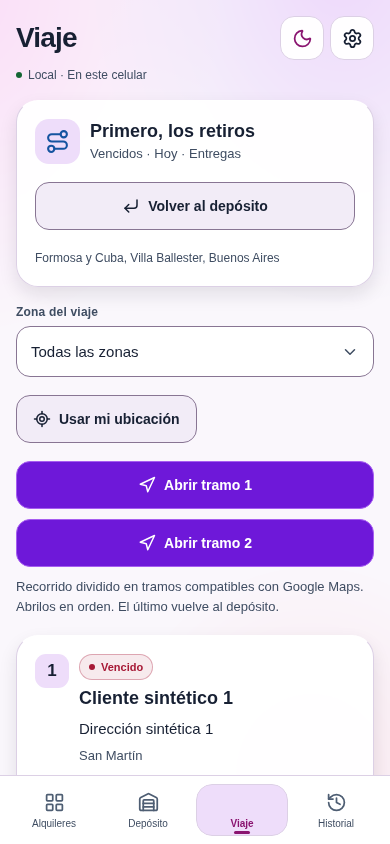 Viaje
Local · En este celular
Primero, los retiros
Vencidos · Hoy · Entregas
Volver al depósito
Formosa y Cuba, Villa Ballester, Buenos Aires
Zona del viaje
Todas las zonas
Usar mi ubicación
Abrir tramo 1
Abrir tramo 2
Recorrido dividido en tramos compatibles con Google Maps.
Abrilos en orden. El último vuelve al depósito.
1
Vencido
Cliente sintético 1
Dirección sintética 1
San Martín
Alquileres
Depósito
Viaje
Historial